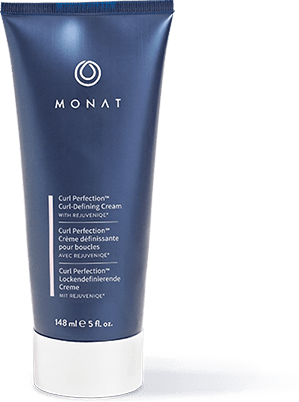 MONAT
Curl Perfection™
Curl-Defining Cream
WITH REJUVENIQE®
Curl Perfection™
Crème définissante
pour boucles
AVEC REJUVENIQE®
Curl Perfection™
Lockendefinierende
Creme
MIT REJUVENIQE®
148 ml ℮ 5 fl. oz.